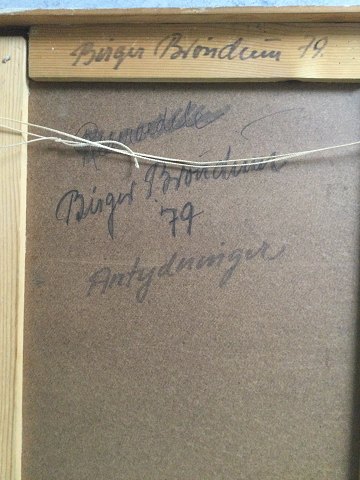 Birger Bröndum 79.
Birger Bröndum
79
Antydninger